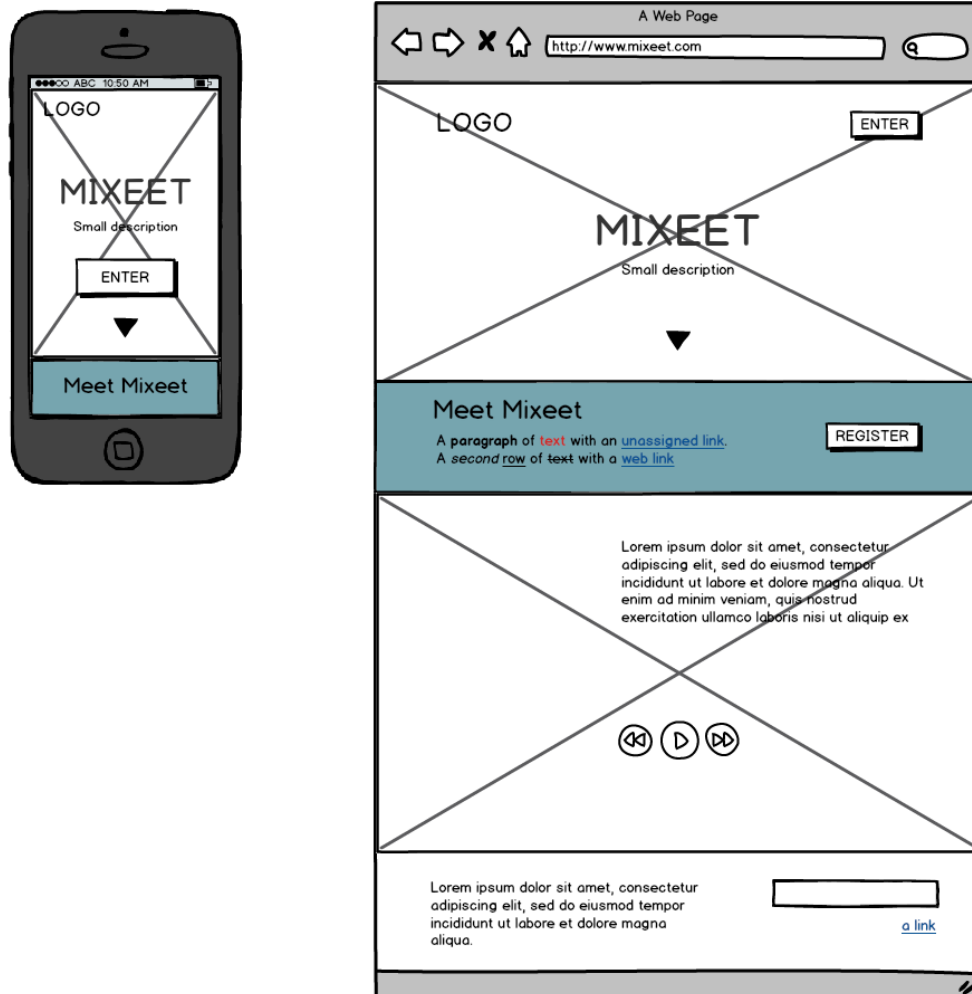 ABC 10:50 AM
LOGO
MIXEET
Small description
ENTER
Meet Mixeet
A Web Page
http://www.mixeet.com
LOGO
ENTER
MIXEET
Small description
Meet Mixeet
A paragraph of text with an unassigned link.
A second row of text with a web link
REGISTER
Lorem ipsum dolor sit amet, consectetur
adipiscing elit, sed do eiusmod tempor
incididunt ut labore et dolore magna aliqua. Ut
enim ad minim veniam, quis nostrud
exercitation ullamco laboris nisi ut aliquip ex
Lorem ipsum dolor sit amet, consectetur
adipiscing elit, sed do eiusmod tempor
incididunt ut labore et dolore magna
aliqua.
a link